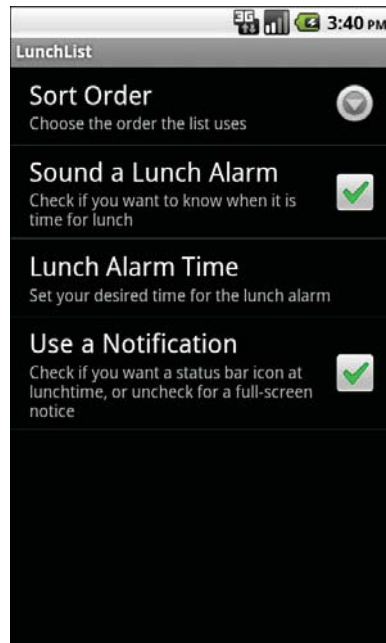 3G 3:40 PM
LunchList
Sort Order
Choose the order the list uses
Sound a Lunch Alarm
Check if you want to know when it is
time for lunch
Lunch Alarm Time
Set your desired time for the lunch alarm
Use a Notification
Check if you want a status bar icon at
lunchtime, or uncheck for a full-screen
notice